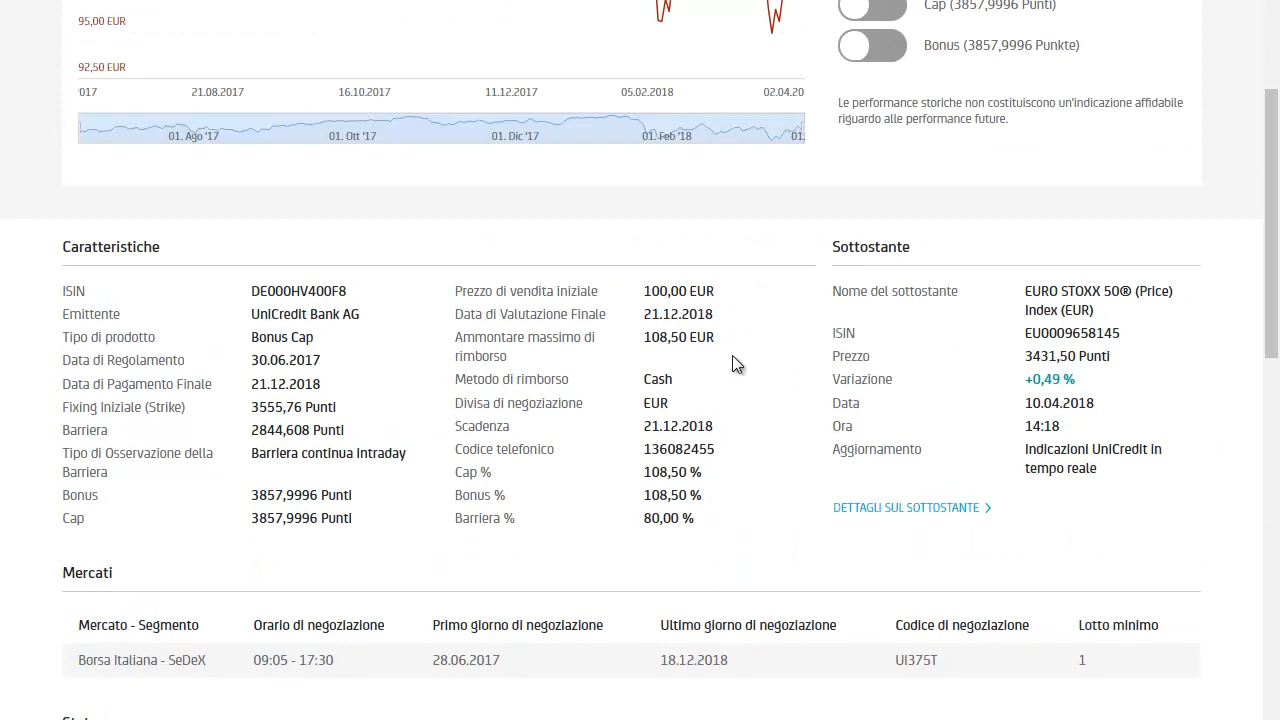 Cap (3857,9996 Punti)
95,00 EUR
Bonus (3857,9996 Punkte)
92,50 EUR
017 21.08.2017 16.10.2017 11.12.2017 05.02.2018 02.04.20
Le performance storiche non costituiscono un'indicazione affidabile
riguardo alle performance future.
01. Ago '17 01. Ott '17 01. Dic '17 01. Feb '18 01.
Caratteristiche
ISIN DE000HV400F8
Emittente UniCredit Bank AG
Tipo di prodotto Bonus Cap
Data di Regolamento 30.06.2017
Data di Pagamento Finale 21.12.2018
Fixing Iniziale (Strike) 3555,76 Punti
Barriera 2844,608 Punti
Tipo di Osservazione della Barriera continua intraday
Barriera
Bonus 3857,9996 Punti
Cap 3857,9996 Punti
Prezzo di vendita iniziale 100,00 EUR
Data di Valutazione Finale 21.12.2018
Ammontare massimo di 108,50 EUR
rimborso
Metodo di rimborso Cash
Divisa di negoziazione EUR
Scadenza 21.12.2018
Codice telefonico 136082455
Cap % 108,50 %
Bonus % 108,50 %
Barriera % 80,00 %
Sottostante
Nome del sottostante EURO STOXX 50® (Price)
Index (EUR)
ISIN EU0009658145
Prezzo 3431,50 Punti
Variazione +0,49 %
Data 10.04.2018
Ora 14:18
Aggiornamento Indicazioni UniCredit in
tempo reale
DETTAGLI SUL SOTTOSTANTE
Mercati
Mercato - Segmento Orario di negoziazione Primo giorno di negoziazione Ultimo giorno di negoziazione Codice di negoziazione Lotto minimo
Borsa Italiana - SeDeX 09:05 - 17:30 28.06.2017 18.12.2018 UI375T 1